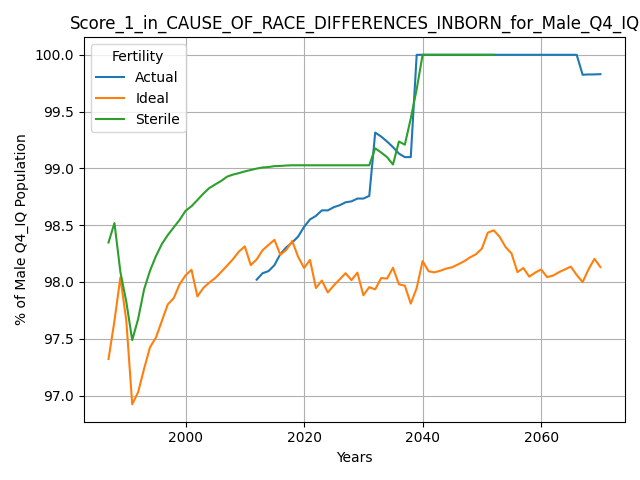 Score_1_in_CAUSE_OF_RACE_DIFFERENCES_INBORN_for_Male_Q4_IQ
Fertility
Actual
Ideal
Sterile
100.0
99.5
99.0
98.5
98.0
97.5
97.0
% of Male Q4_IQ Population
2000
2020
2040
2060
Years